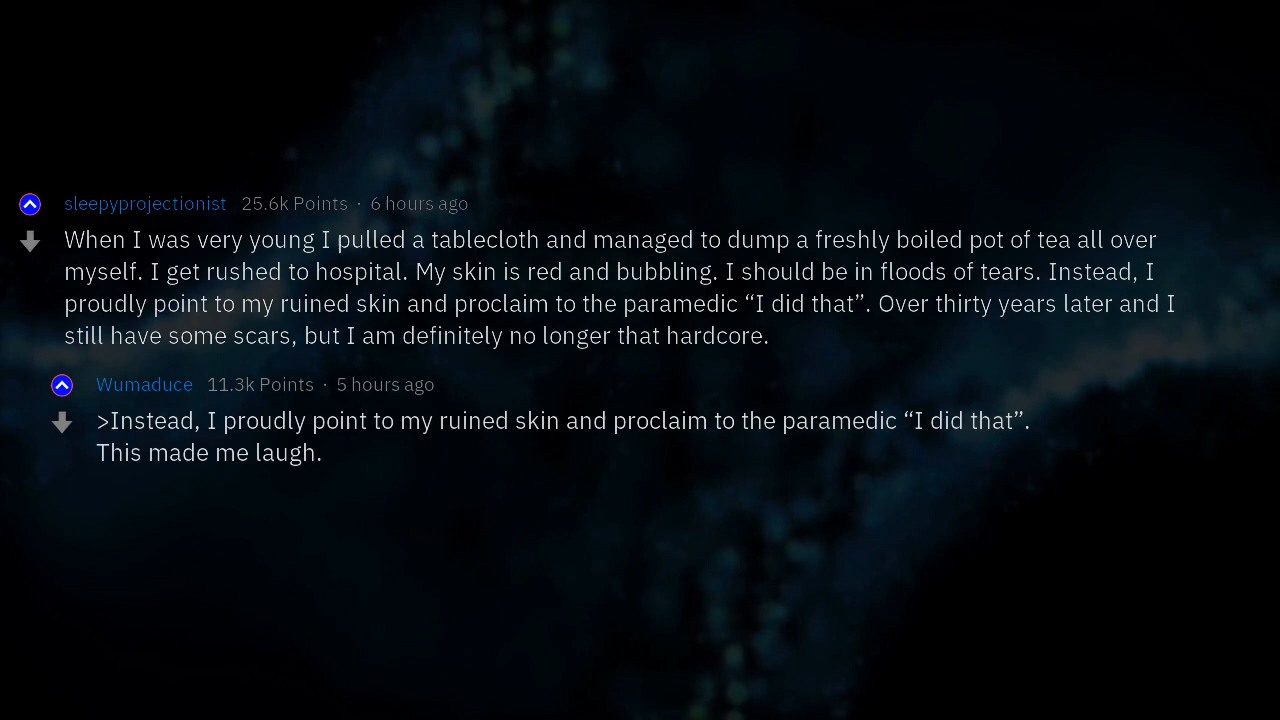 sleepyprojectionist 25.6k Points · 6 hours ago
When I was very young I pulled a tablecloth and managed to dump a freshly boiled pot of tea all over
myself. I get rushed to hospital. My skin is red and bubbling. I should be in floods of tears. Instead, I
proudly point to my ruined skin and proclaim to the paramedic “I did that”. Over thirty years later and I
still have some scars, but I am definitely no longer that hardcore.
Wumaduce 11.3k Points · 5 hours ago
>Instead, I proudly point to my ruined skin and proclaim to the paramedic “I did that”.
This made me laugh.